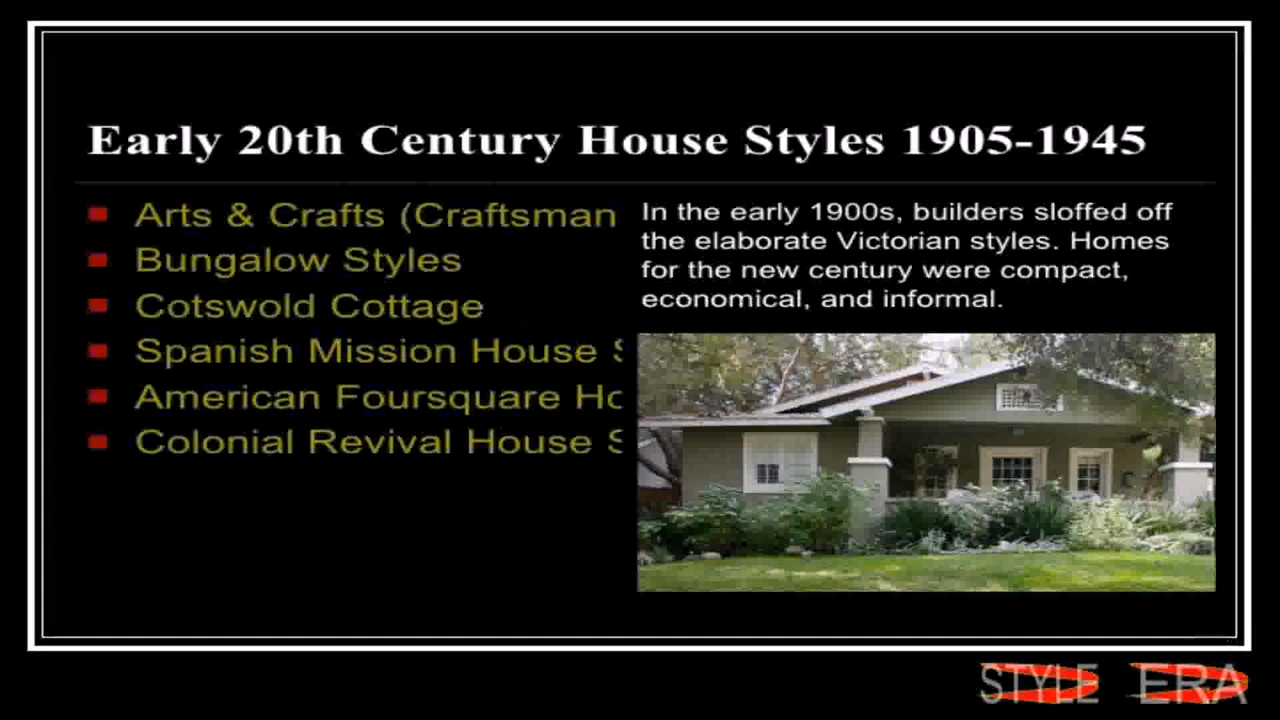 Early 20th Century House Styles 1905-1945
Arts & Crafts (Craftsman
Bungalow Styles
Cotswold Cottage
Spanish Mission House S
American Foursquare Ho
Colonial Revival House S
In the early 1900s, builders sloffed off
the elaborate Victorian styles. Homes
for the new century were compact,
economical, and informal.
STYLE ERA